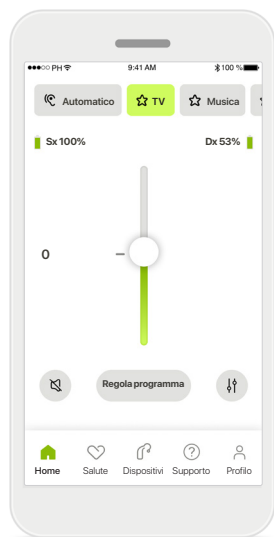 ●●●○○ PH 9:41 AM 100 %
Automatico TV Musica
Sx 100% Dx 53%
0
Regola programma
Home Salute Dispositivi Supporto Profilo